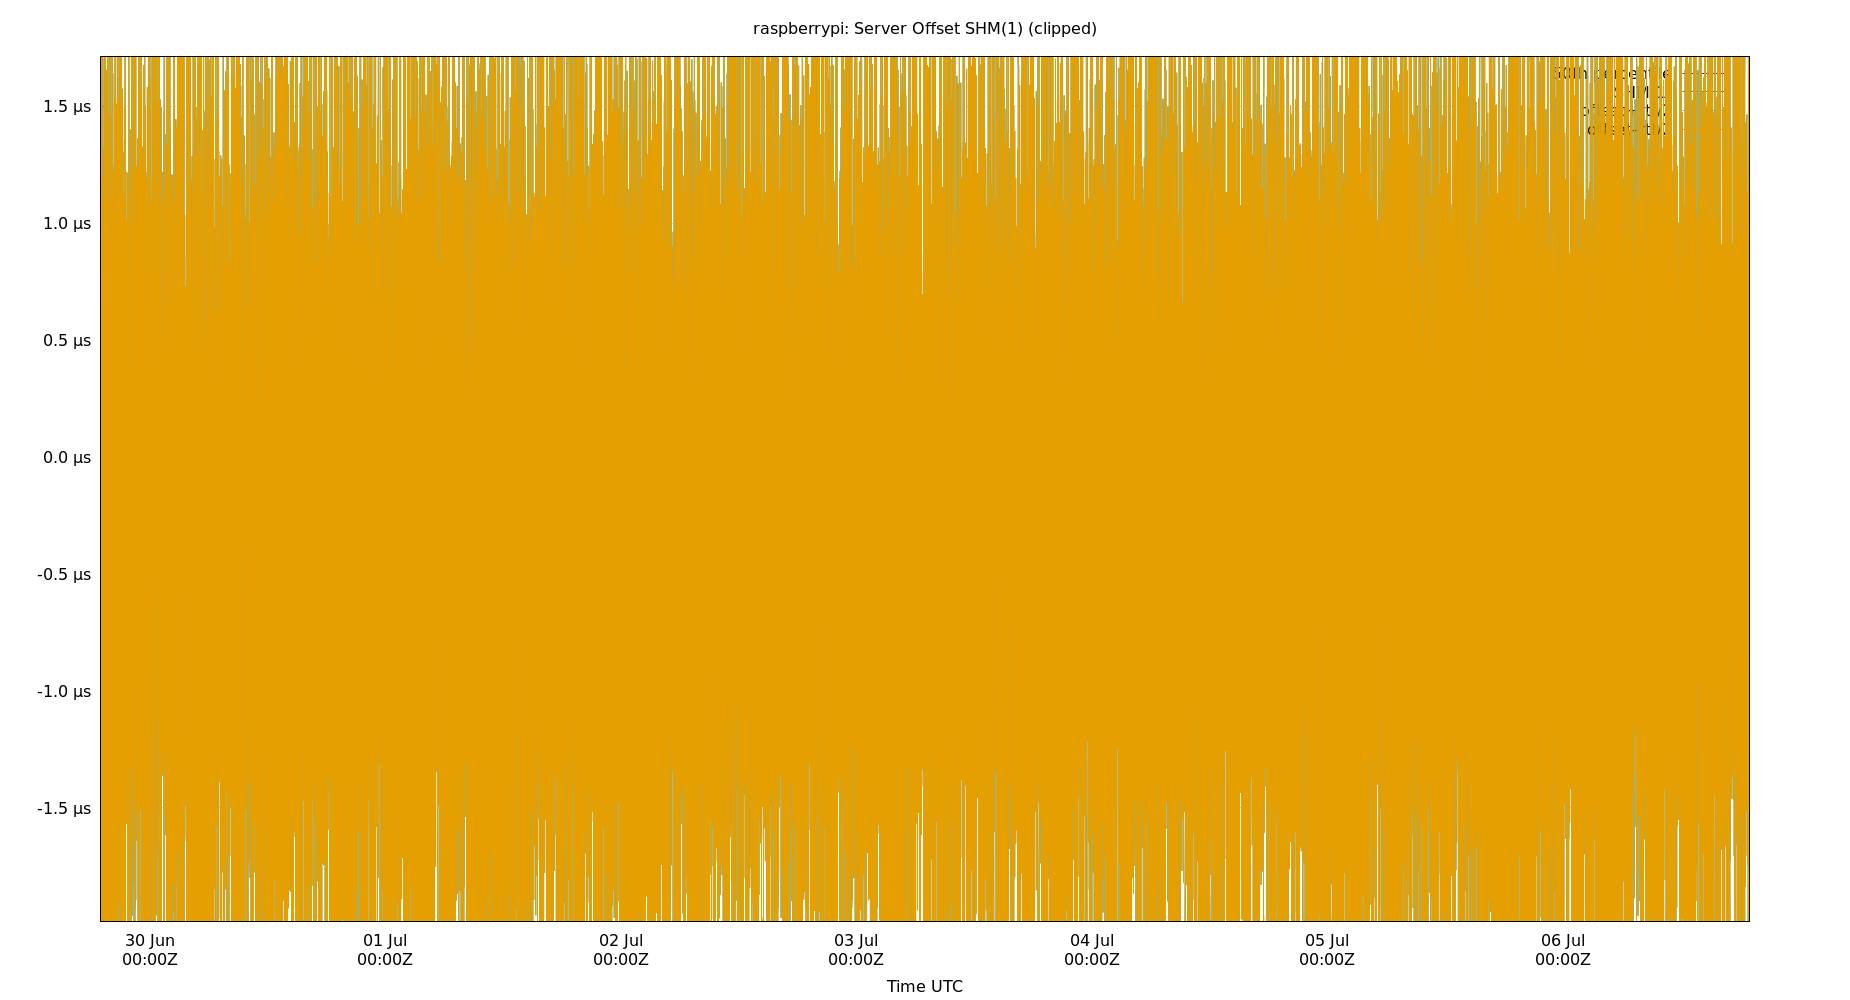 raspberrypi: Server Offset SHM(1) (clipped)
1.5 µs
1.0 µs
0.5 µs
0.0 µs
-0.5 µs
-1.0 µs
-1.5 µs
30 Jun 01 Jul 02 Jul 03 Jul 04 Jul 05 Jul 06 Jul
00:00Z 00:00Z 00:00Z 00:00Z 00:00Z 00:00Z 00:00Z
Time UTC